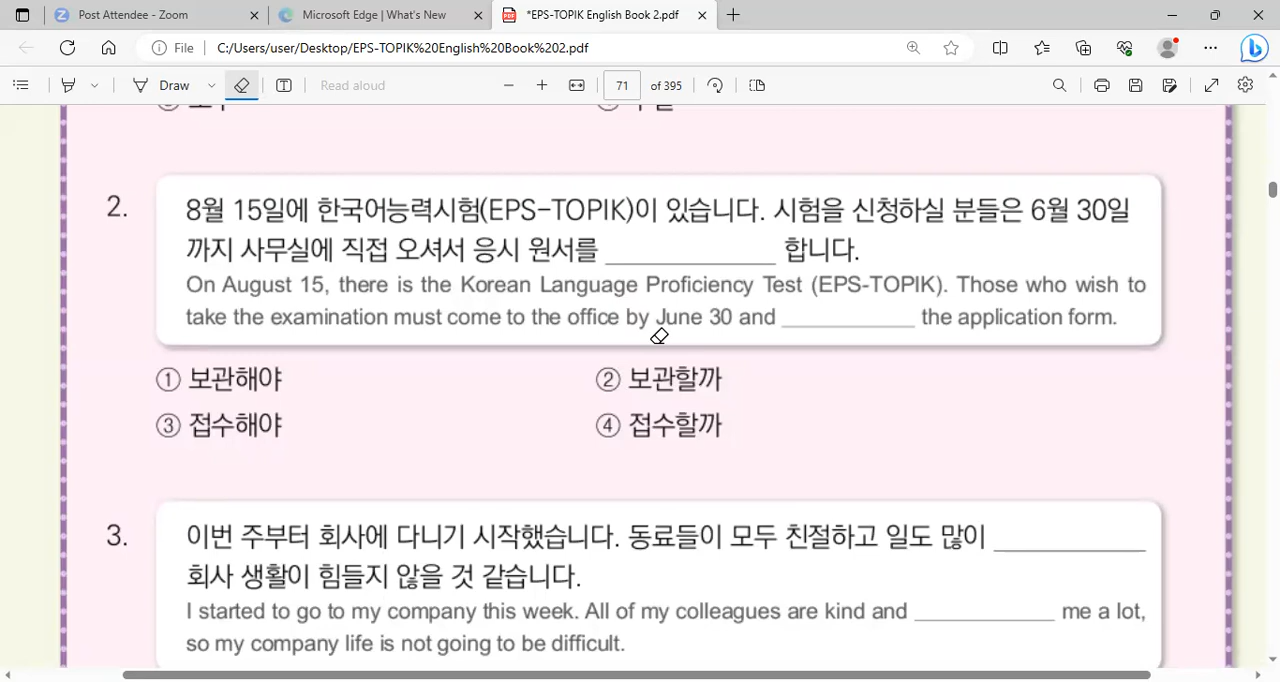 Post Attendee - Zoom
Microsoft Edge | What's New
*EPS-TOPIK English Book 2.pdf
File
C:/Users/user/Desktop/EPS-TOPIK%20English%20Book%202.pdf
Draw
Read aloud
71
of 395
2.
8월 15일에 한국어능력시험(EPS-TOPIK)이 있습니다. 시험을 신청하실 분들은 6월 30일
까지 사무실에 직접 오셔서 응시 원서를 ____________ 합니다.
On August 15, there is the Korean Language Proficiency Test (EPS-TOPIK). Those who wish to
take the examination must come to the office by June 30 and ____________ the application form.
① 보관해야
② 보관할까
③ 접수해야
④ 접수할까
3.
이번 주부터 회사에 다니기 시작했습니다. 동료들이 모두 친절하고 일도 많이 ____________
회사 생활이 힘들지 않을 것 같습니다.
I started to go to my company this week. All of my colleagues are kind and ____________ me a lot,
so my company life is not going to be difficult.